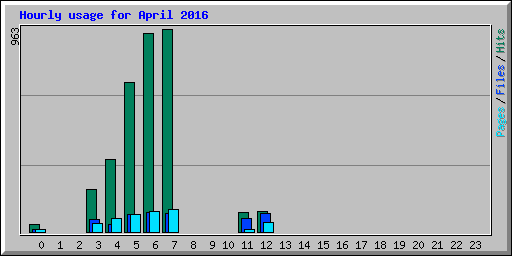 Hourly usage for April 2016
963
Pages/Files/Hits
0 1 2 3 4 5 6 7 8 9 10 11 12 13 14 15 16 17 18 19 20 21 22 23